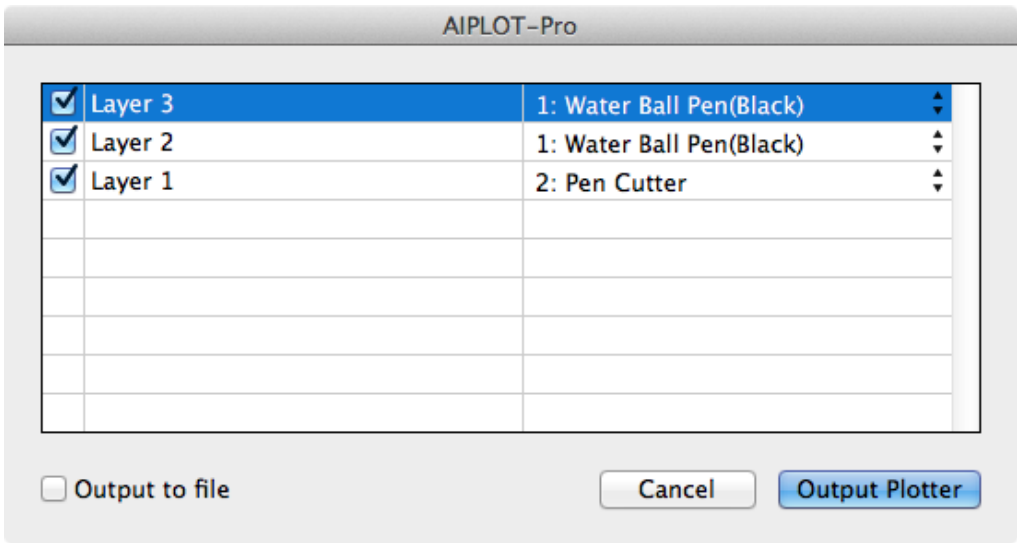 AIPLOT-Pro
Layer 3 1: Water Ball Pen(Black)
Layer 2 1: Water Ball Pen(Black)
Layer 1 2: Pen Cutter
Output to file Cancel Output Plotter